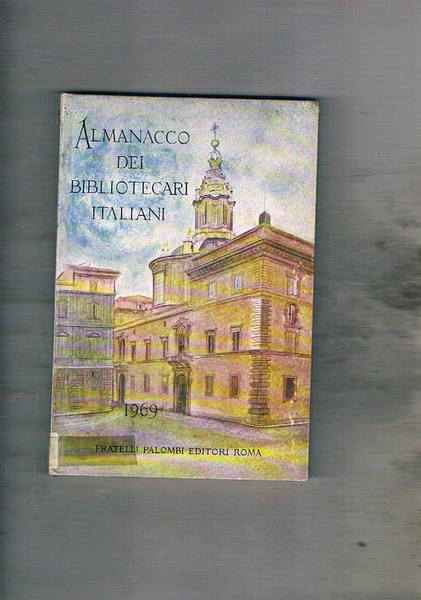 ALMANACCO
DEI
BIBLIOTECARI
ITALIANI
1969
FRATELLI PALOMBI EDITORI ROMA